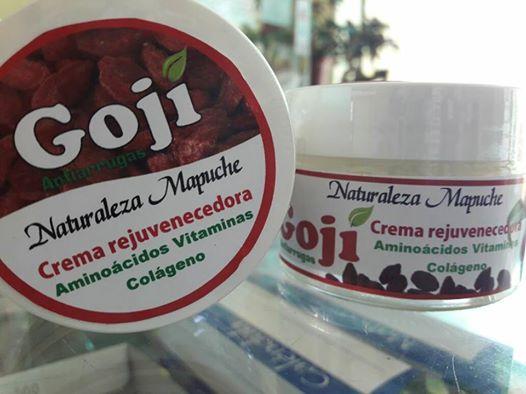 Goji
Antiarrugas
Naturaleza Mapuche
Crema rejuvenecedora
Aminoácidos Vitaminas
Colágeno
Naturaleza Mapuche
Goji
Antiarrugas
Crema rejuvenecedora
Aminoácidos Vitaminas
Colágeno